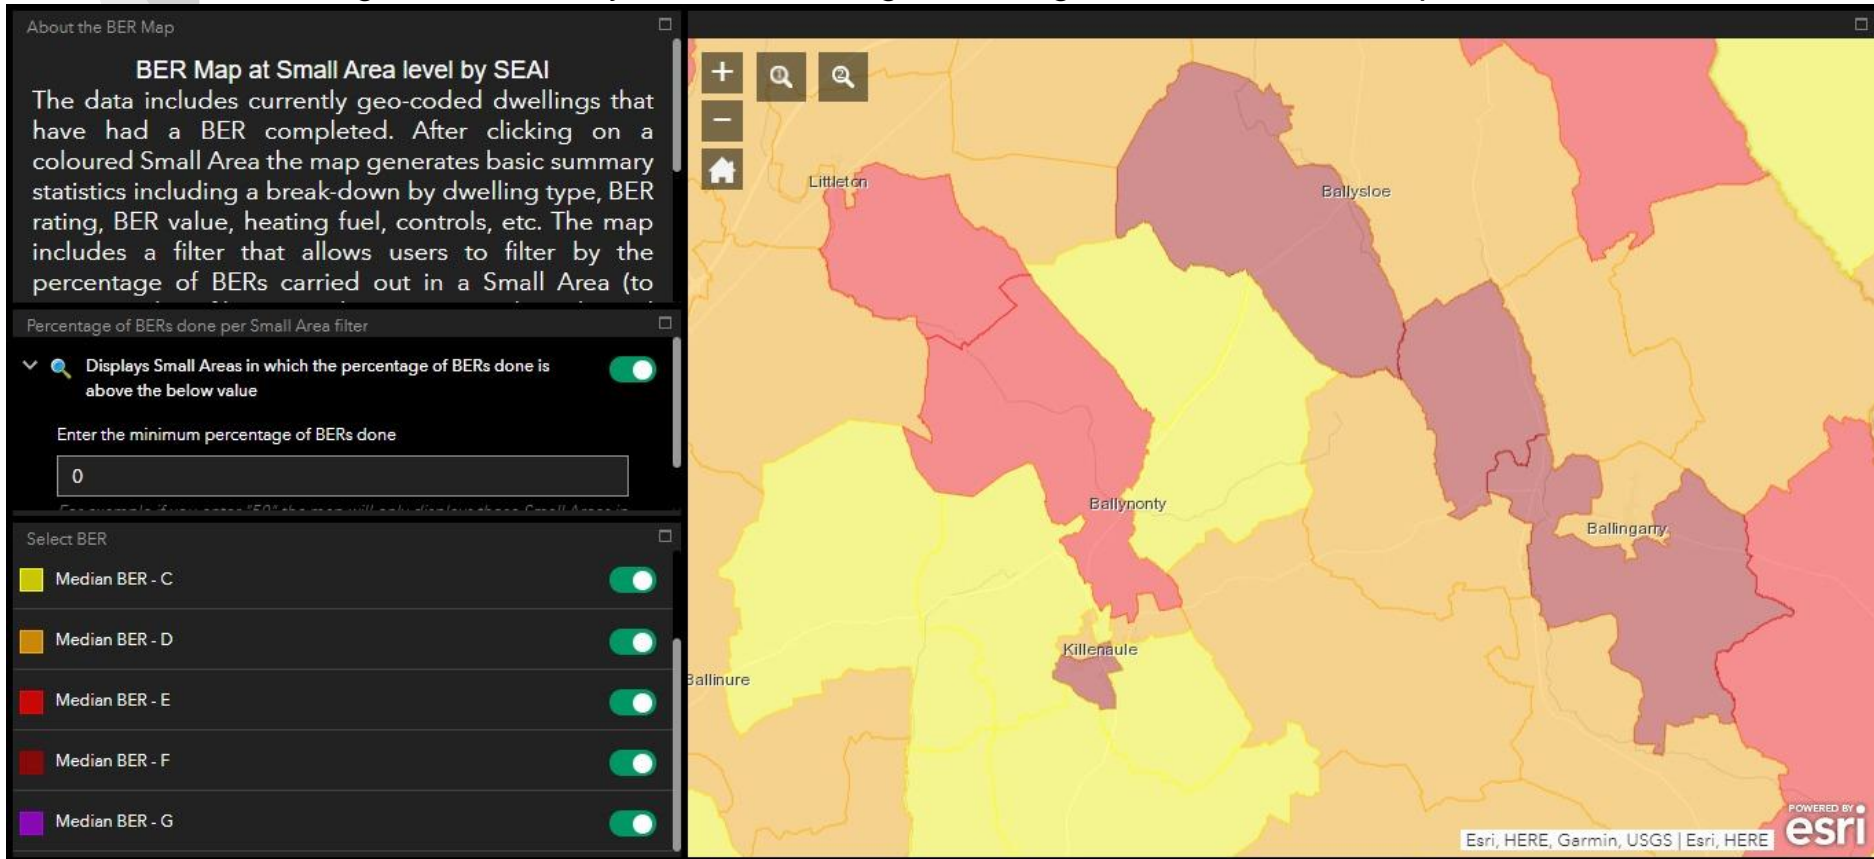 About the BER Map
BER Map at Small Area level by SEAI
The data includes currently geo-coded dwellings that
have had a BER completed. After clicking on a
coloured Small Area the map generates basic summary
statistics including a break-down by dwelling type, BER
rating, BER value, heating fuel, controls, etc. The map
includes a filter that allows users to filter by the
percentage of BERs carried out in a Small Area (to
Percentage of BERs done per Small Area filter
Displays Small Areas in which the percentage of BERs done is
above the below value
Enter the minimum percentage of BERs done
0
Select BER
Median BER - C
Median BER - D
Median BER - E
Median BER - F
Median BER - G
+
1
2
−
Littleton
Ballysloe
Ballynonty
Ballingarry
Killenaule
Ballinure
POWERED BY
esri
Esri, HERE, Garmin, USGS | Esri, HERE